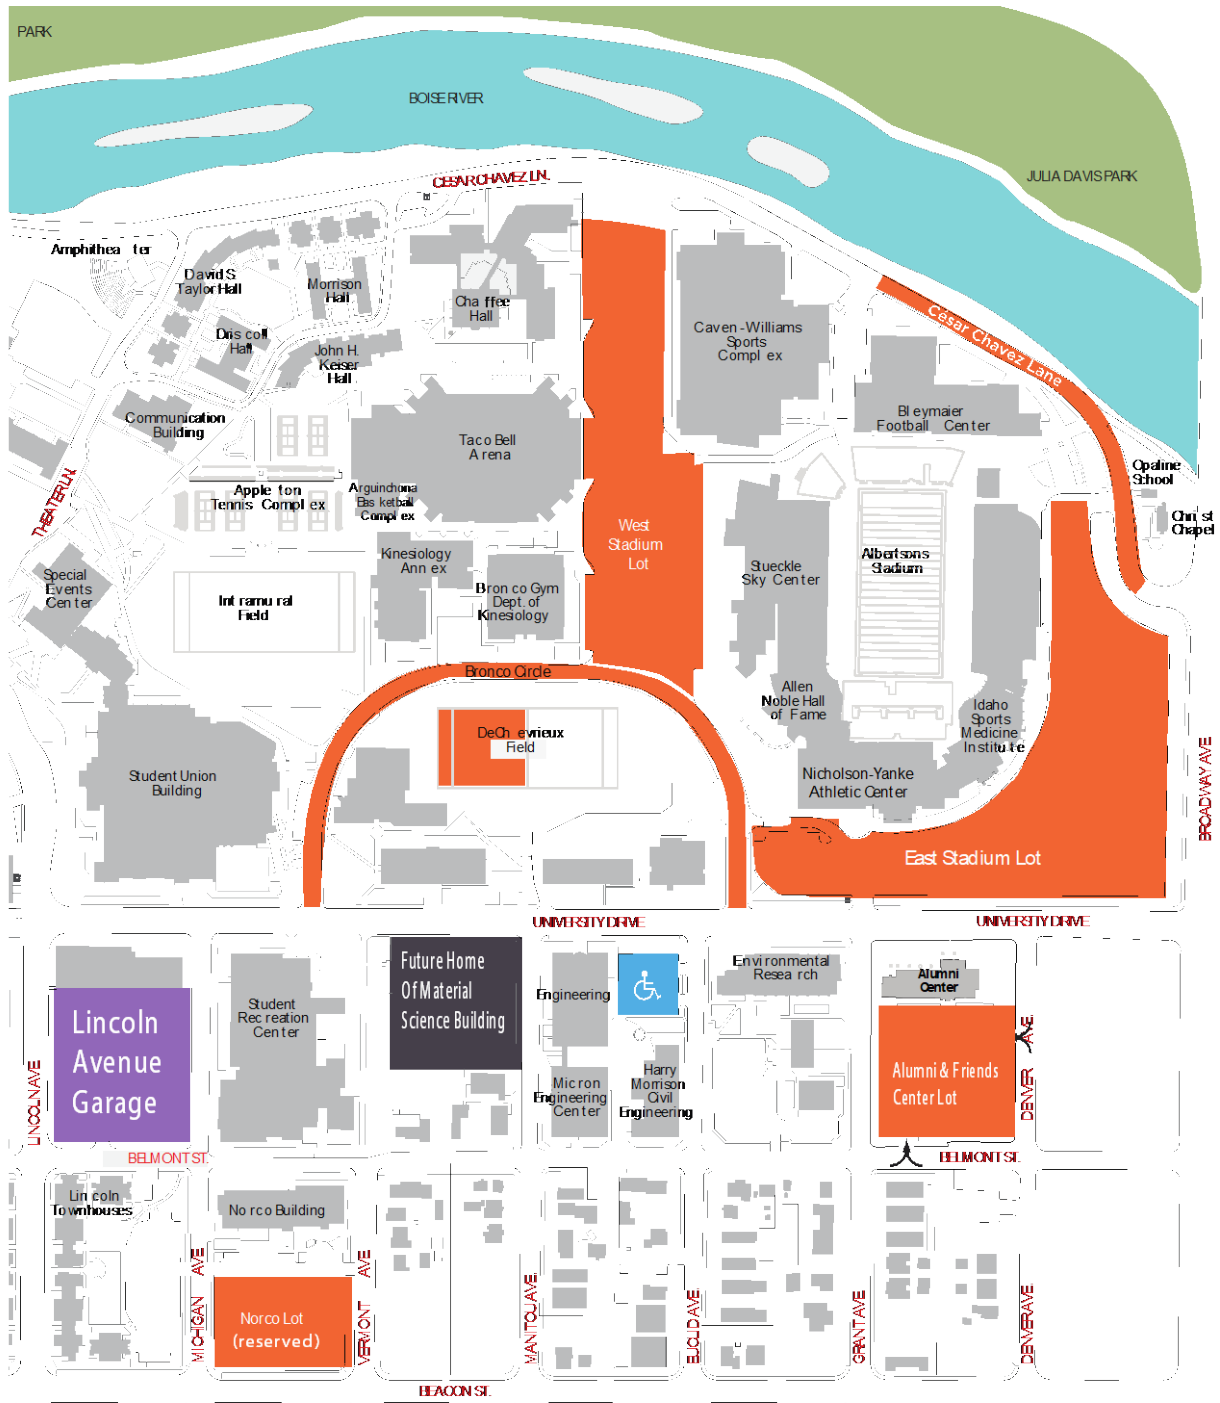 PARK
BOISE RIVER
JULIA DAVIS PARK
CESAR CHAVEZ LN.
Amphitheater
David S.
Taylor Hall
Morrison
Hall
Chaffee
Hall
Driscoll
Hall
John H.
Keiser
Hall
Caven-Williams
Sports
Complex
César Chavez Lane
Communication
Building
Bleymaier
Football Center
Taco Bell
Arena
THEATER LN.
Appleton
Tennis Complex
Arguinchona
Basketball
Complex
Opaline
School
Christ
Chapel
West
Stadium
Lot
Albertsons
Stadium
Stueckle
Sky Center
Kinesiology
Annex
Special
Events
Center
Intramural
Field
Bronco Gym
Dept. of
Kinesiology
Bronco Circle
Allen
Noble Hall
of Fame
Idaho
Sports
Medicine
Institute
DeChevrieux
Field
Student Union
Building
Nicholson-Yanke
Athletic Center
BROADWAY AVE
East Stadium Lot
UNIVERSITY DRIVE
UNIVERSITY DRIVE
Lincoln
Avenue
Garage
Student
Recreation
Center
Future Home
Of Material
Science Building
Engineering
Environmental
Research
Alumni
Center
Micron
Engineering
Center
Harry
Morrison
Civil
Engineering
Alumni & Friends
Center Lot
LINCOLN AVE
DENVER AVE.
BELMONT ST.
BELMONT ST.
Lincoln
Townhouses
Norco Building
Norco Lot
(reserved)
MICHIGAN AVE
VERMONT AVE
MANITOU AVE.
EUCLID AVE.
GRANT AVE.
DENVER AVE.
BEACON ST.